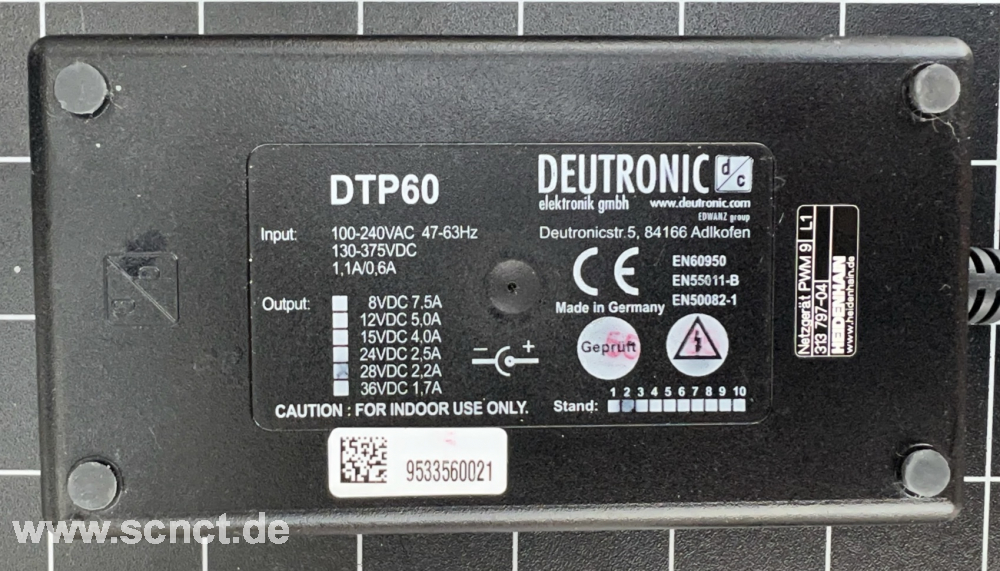 DTP60
DEUTRONIC d/c
elektronik gmbh www.deutronic.com
EDWANZ group
Deutronicstr.5, 84166 Adlkofen
Input: 100-240VAC 47-63Hz
130-375VDC
1,1A/0,6A
EN60950
EN55011-B
EN50082-1
CE
Made in Germany
Output: 8VDC 7.5A
12VDC 5,0A
15VDC 4,0A
24VDC 2,5A
28VDC 2,2A
36VDC 1,7A
- +
Geprüft
1 2 3 4 5 6 7 8 9 10
Stand:
CAUTION : FOR INDOOR USE ONLY.
Netzgerät PWM 9 L1
313 797-04
HEIDENHAIN
www.heidenhain.de
9533560021
www.scnct.de